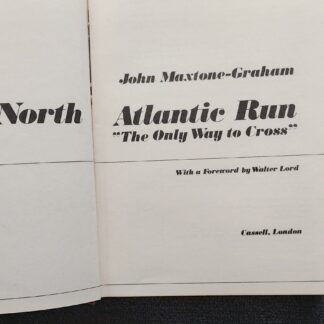 John Maxtone-Graham
North Atlantic Run
"The Only Way to Cross"
With a Foreword by Walter Lord
Cassell, London